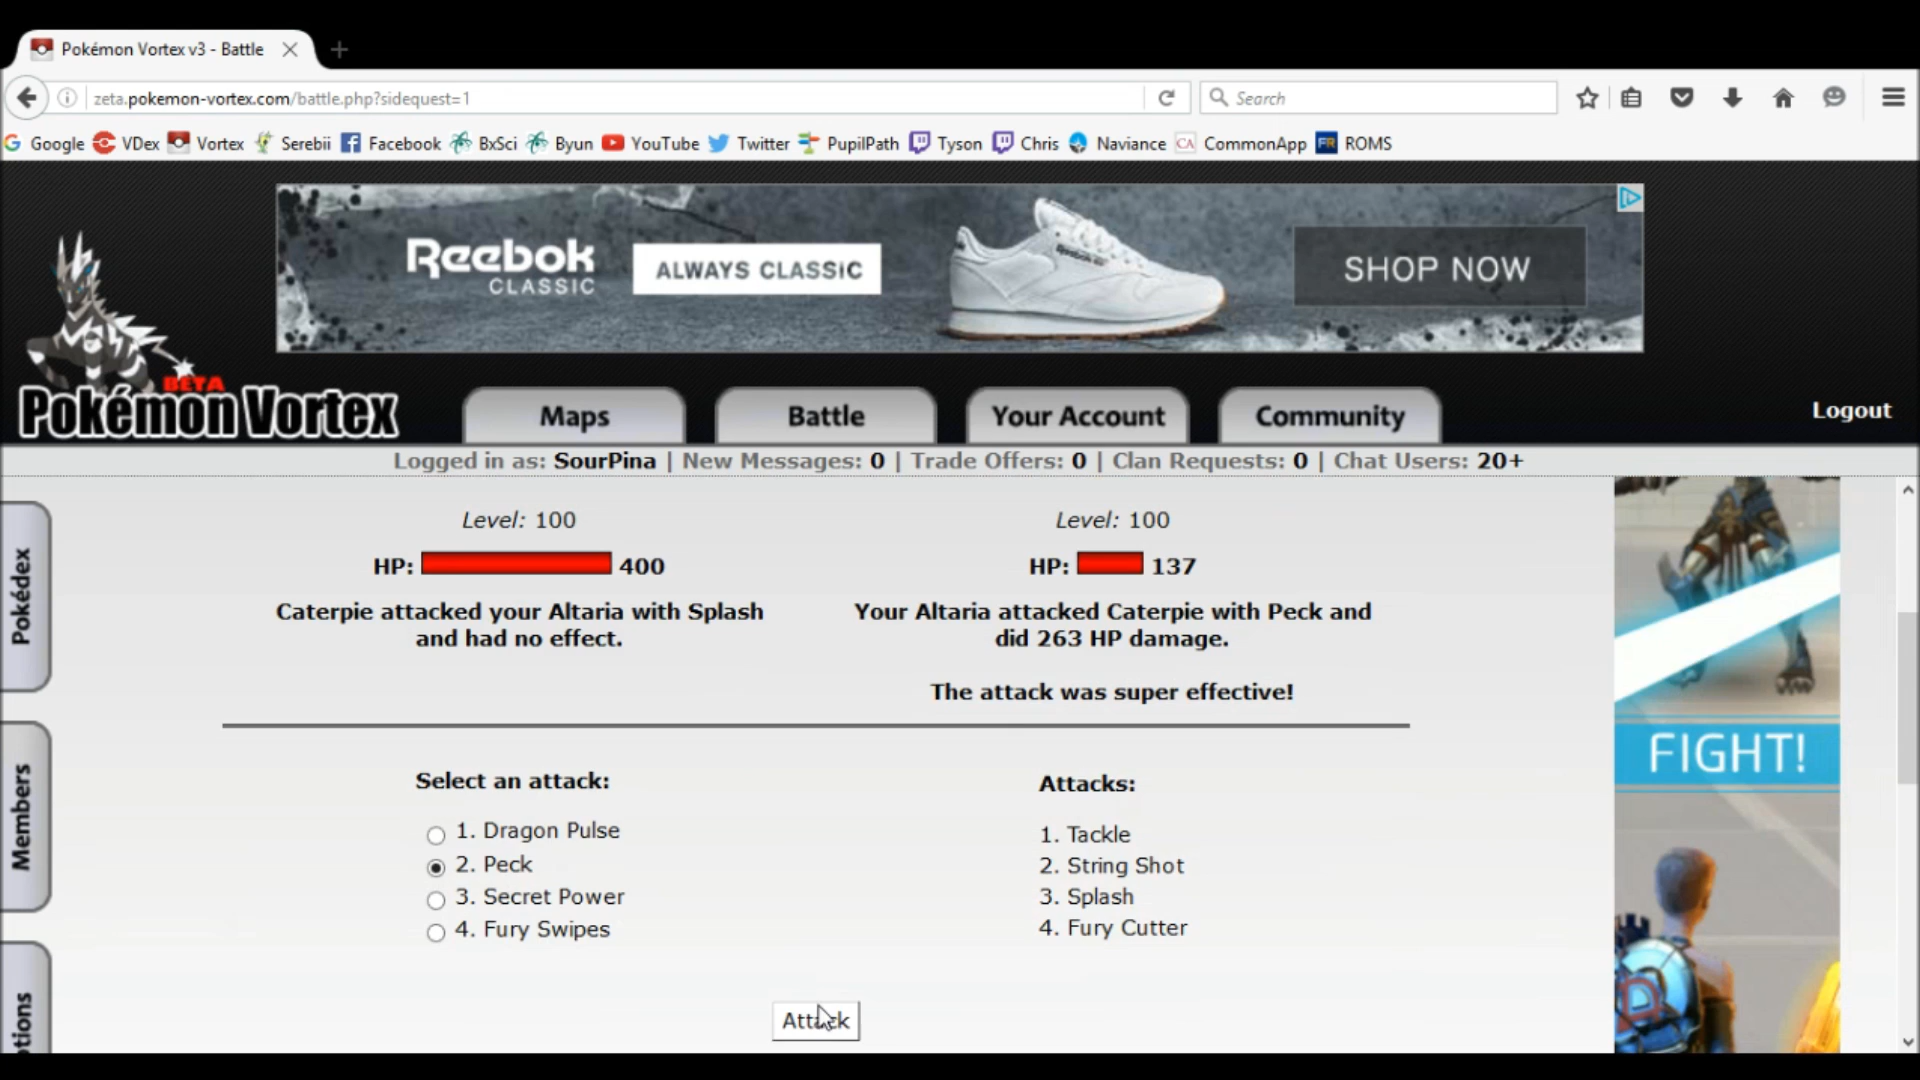 Pokémon Vortex v3 - Battle
zeta.pokemon-vortex.com/battle.php?sidequest=1
Search
Google VDex Vortex Serebii Facebook BxSci Byun YouTube Twitter PupilPath Tyson Chris Naviance CA CommonApp FR ROMS
Reebok
CLASSIC
ALWAYS CLASSIC
Reebok
SHOP NOW
BETA
Pokémon Vortex
Maps
Battle
Your Account
Community
Logout
Logged in as: SourPina | New Messages: 0 | Trade Offers: 0 | Clan Requests: 0 | Chat Users: 20+
Pokédex
Members
tions
Level: 100
HP: 400
Caterpie attacked your Altaria with Splash
and had no effect.
Level: 100
HP: 137
Your Altaria attacked Caterpie with Peck and
did 263 HP damage.
The attack was super effective!
Select an attack:
1. Dragon Pulse
2. Peck
3. Secret Power
4. Fury Swipes
Attacks:
1. Tackle
2. String Shot
3. Splash
4. Fury Cutter
Attack
FIGHT!